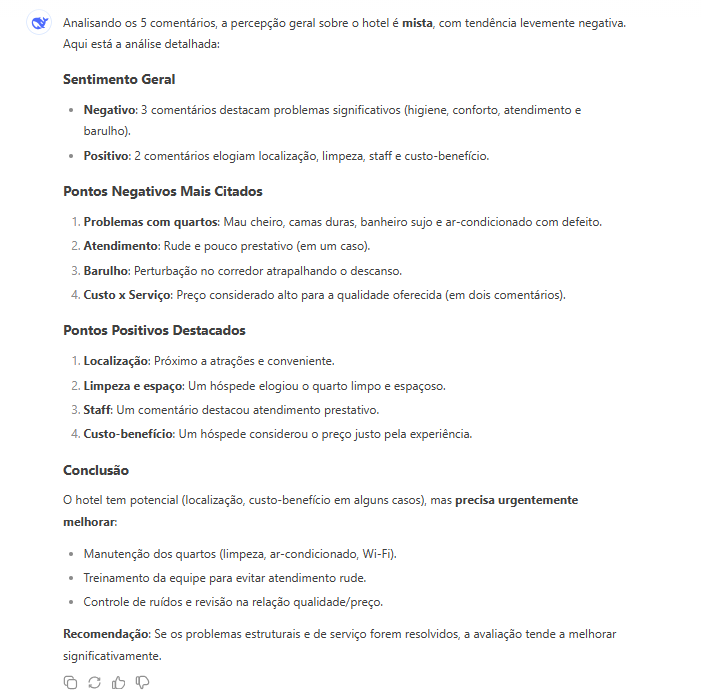 Analisando os 5 comentários, a percepção geral sobre o hotel é mista, com tendência levemente negativa.
Aqui está a análise detalhada:
Sentimento Geral
• Negativo: 3 comentários destacam problemas significativos (higiene, conforto, atendimento e
barulho).
• Positivo: 2 comentários elogiam localização, limpeza, staff e custo-benefício.
Pontos Negativos Mais Citados
1. Problemas com quartos: Mau cheiro, camas duras, banheiro sujo e ar-condicionado com defeito.
2. Atendimento: Rude e pouco prestativo (em um caso).
3. Barulho: Perturbação no corredor atrapalhando o descanso.
4. Custo x Serviço: Preço considerado alto para a qualidade oferecida (em dois comentários).
Pontos Positivos Destacados
1. Localização: Próximo a atrações e conveniente.
2. Limpeza e espaço: Um hóspede elogiou o quarto limpo e espaçoso.
3. Staff: Um comentário destacou atendimento prestativo.
4. Custo-benefício: Um hóspede considerou o preço justo pela experiência.
Conclusão
O hotel tem potencial (localização, custo-benefício em alguns casos), mas precisa urgentemente
melhorar:
• Manutenção dos quartos (limpeza, ar-condicionado, Wi-Fi).
• Treinamento da equipe para evitar atendimento rude.
• Controle de ruídos e revisão na relação qualidade/preço.
Recomendação: Se os problemas estruturais e de serviço forem resolvidos, a avaliação tende a melhorar
significativamente.